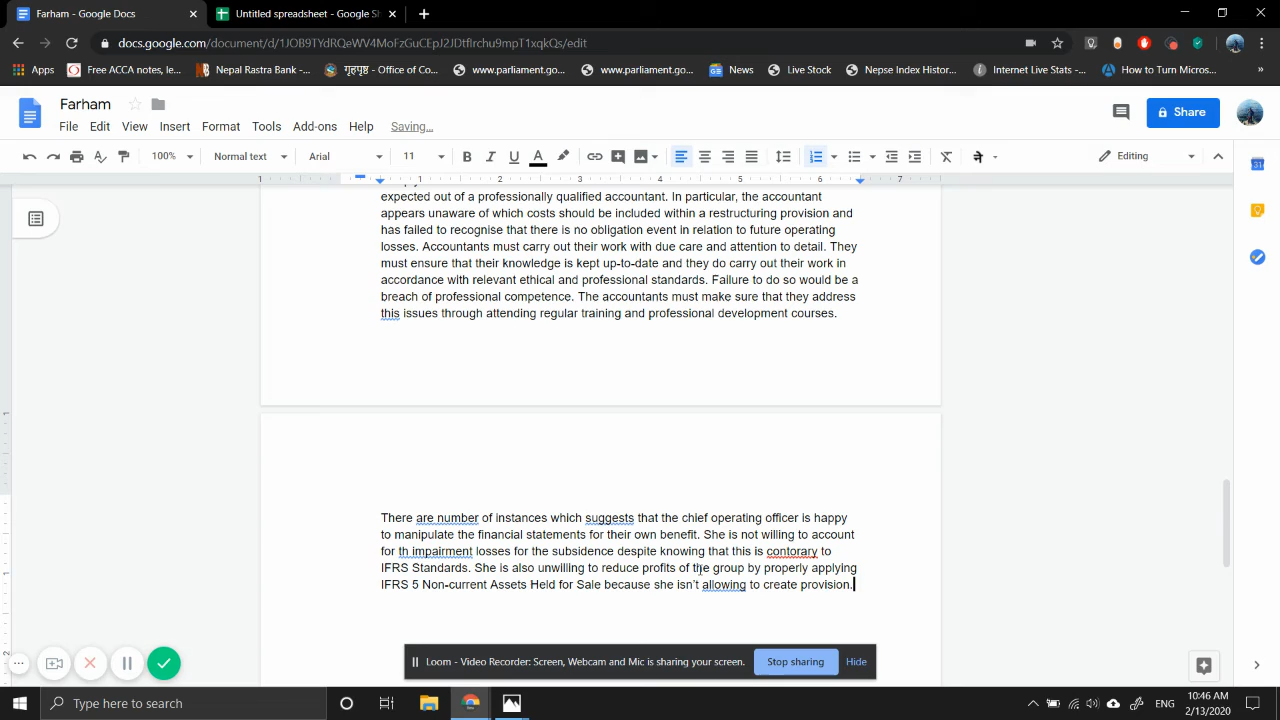 Farham - Google Docs
Untitled spreadsheet - Google Sh
docs.google.com/document/d/1JOB9TYdRQeWV4MoFzGuCEpJ2JDtfIrchu9mpT1xqkQs/edit
Apps Free ACCA notes, le... Nepal Rastra Bank -... गृहपृष्ठ - Office of Co... www.parliament.go... www.parliament.go... News Live Stock Nepse Index Histor... Internet Live Stats -... How to Turn Micros... »
Farham
File Edit View Insert Format Tools Add-ons Help Saving...
Share
100% Normal text Arial 11 B I U A Editing
1 1 2 3 4 5 6 7
expected out of a professionally qualified accountant. In particular, the accountant
appears unaware of which costs should be included within a restructuring provision and
has failed to recognise that there is no obligation event in relation to future operating
losses. Accountants must carry out their work with due care and attention to detail. They
must ensure that their knowledge is kept up-to-date and they do carry out their work in
accordance with relevant ethical and professional standards. Failure to do so would be a
breach of professional competence. The accountants must make sure that they address
this issues through attending regular training and professional development courses.
There are number of instances which suggests that the chief operating officer is happy
to manipulate the financial statements for their own benefit. She is not willing to account
for th impairment losses for the subsidence despite knowing that this is contorary to
IFRS Standards. She is also unwilling to reduce profits of the group by properly applying
IFRS 5 Non-current Assets Held for Sale because she isn't allowing to create provision.
Loom - Video Recorder: Screen, Webcam and Mic is sharing your screen. Stop sharing Hide
Type here to search
ENG
10:46 AM
2/13/2020